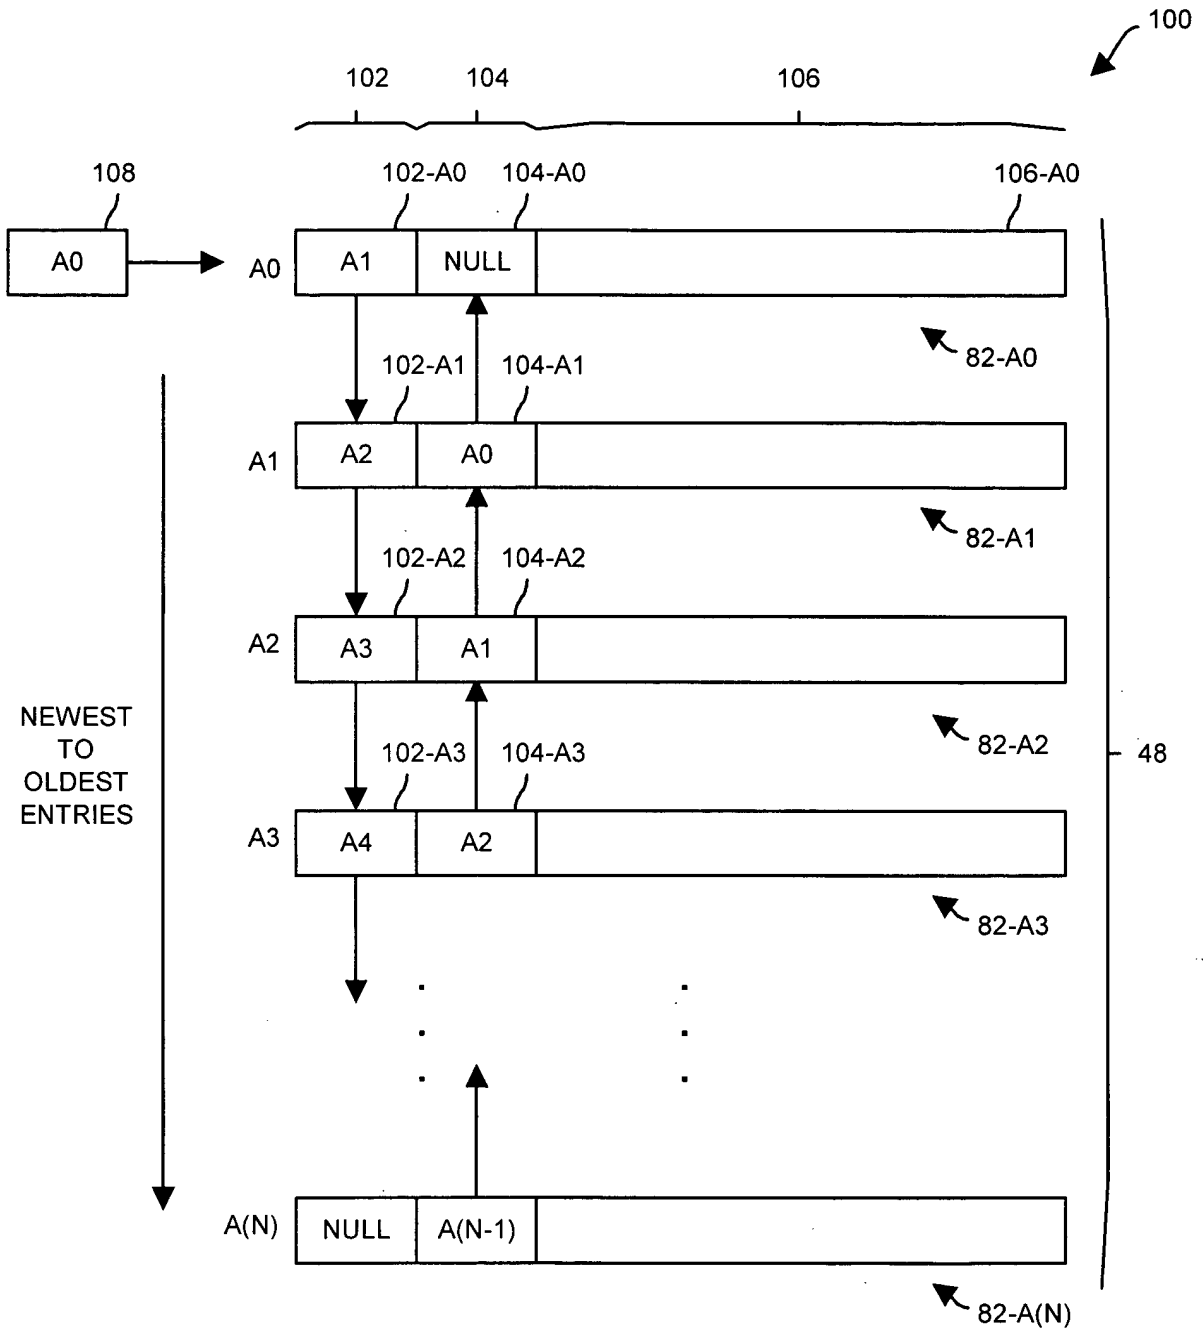 100
102 104 106
108 102-A0 104-A0 106-A0
A0 A0 A1 NULL
82-A0
102-A1 104-A1
A1 A2 A0
82-A1
102-A2 104-A2
A2 A3 A1
82-A2
NEWEST
TO
OLDEST
ENTRIES
48
102-A3 104-A3
A3 A4 A2
82-A3
A(N) NULL A(N-1)
82-A(N)